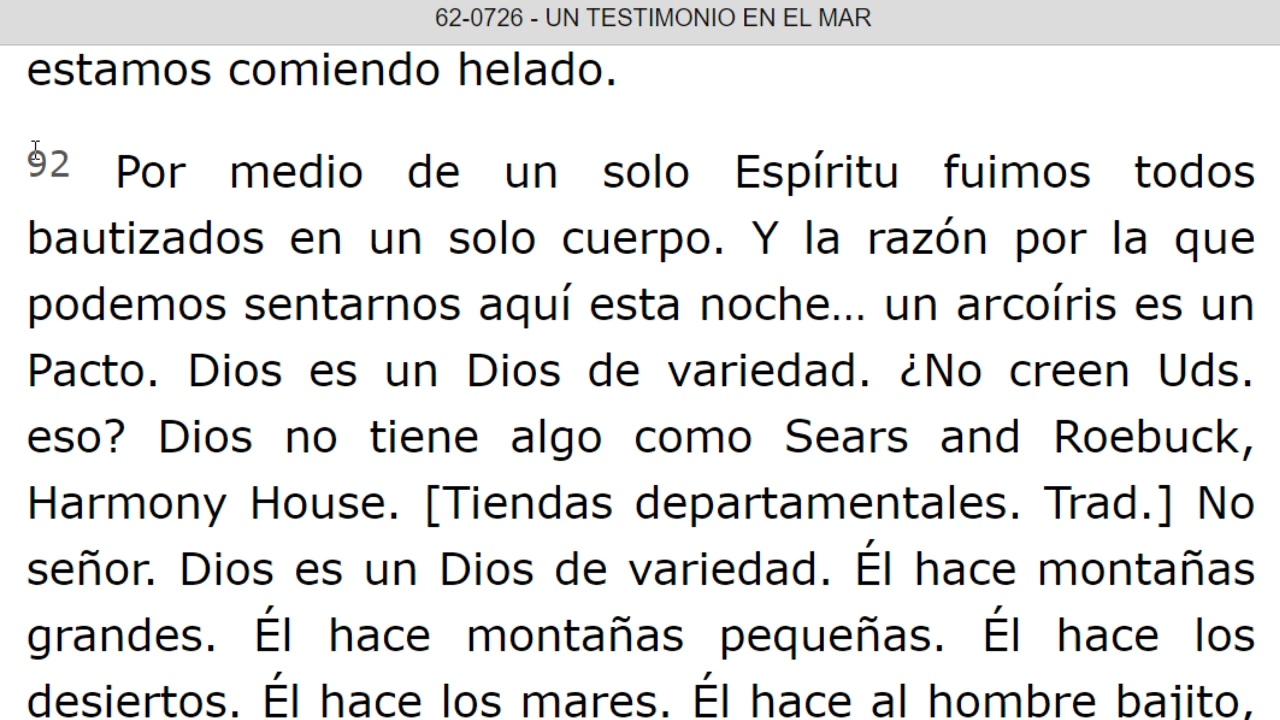 62-0726 - UN TESTIMONIO EN EL MAR
estamos comiendo helado.
92 Por medio de un solo Espíritu fuimos todos
bautizados en un solo cuerpo. Y la razón por la que
podemos sentarnos aquí esta noche... un arcoíris es un
Pacto. Dios es un Dios de variedad. ¿No creen Uds.
eso? Dios no tiene algo como Sears and Roebuck,
Harmony House. [Tiendas departamentales. Trad.] No
señor. Dios es un Dios de variedad. Él hace montañas
grandes. Él hace montañas pequeñas. Él hace los
desiertos. Él hace los mares. Él hace al hombre bajito,